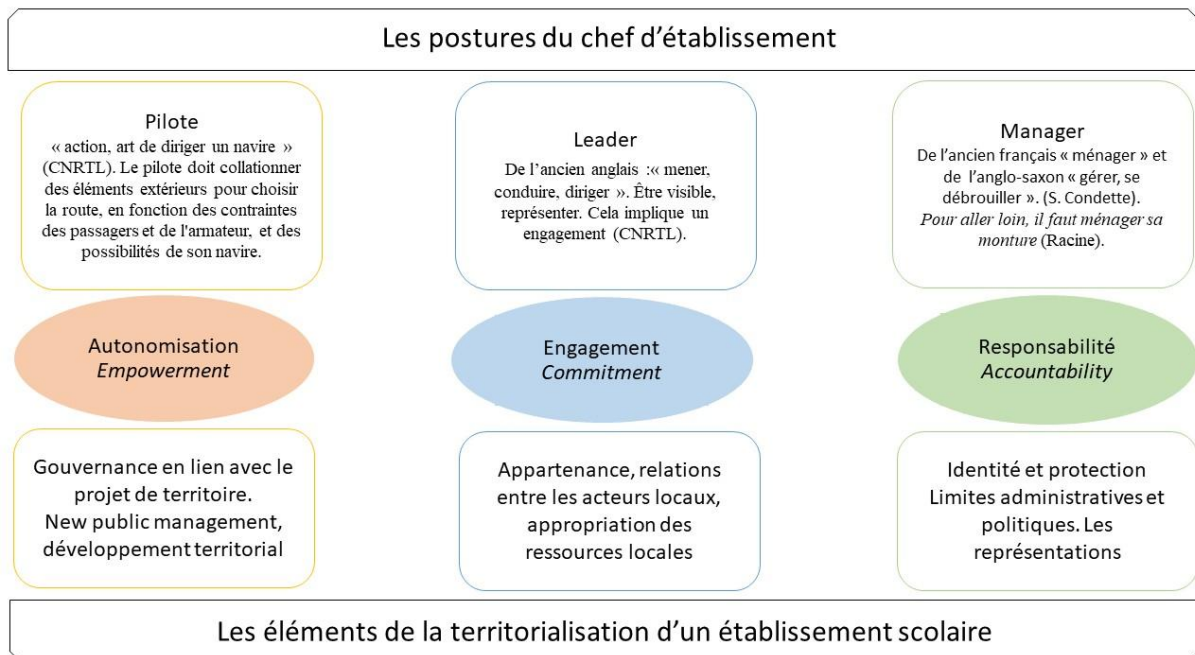 Les postures du chef d'établissement
Pilote
« action, art de diriger un navire »
(CNRTL). Le pilote doit collationner
des éléments extérieurs pour choisir
la route, en fonction des contraintes
des passagers et de l'armateur, et des
possibilités de son navire.
Leader
De l'ancien anglais :« mener,
conduire, diriger ». Être visible,
représenter. Cela implique un
engagement (CNRTL).
Manager
De l'ancien français « ménager » et
de l'anglo-saxon « gérer, se
débrouiller ». (S. Condette).
Pour aller loin, il faut ménager sa
monture (Racine).
Autonomisation
Empowerment
Engagement
Commitment
Responsabilité
Accountability
Gouvernance en lien avec le
projet de territoire.
New public management,
développement territorial
Appartenance, relations
entre les acteurs locaux,
appropriation des
ressources locales
Identité et protection
Limites administratives et
politiques. Les
représentations
Les éléments de la territorialisation d'un établissement scolaire